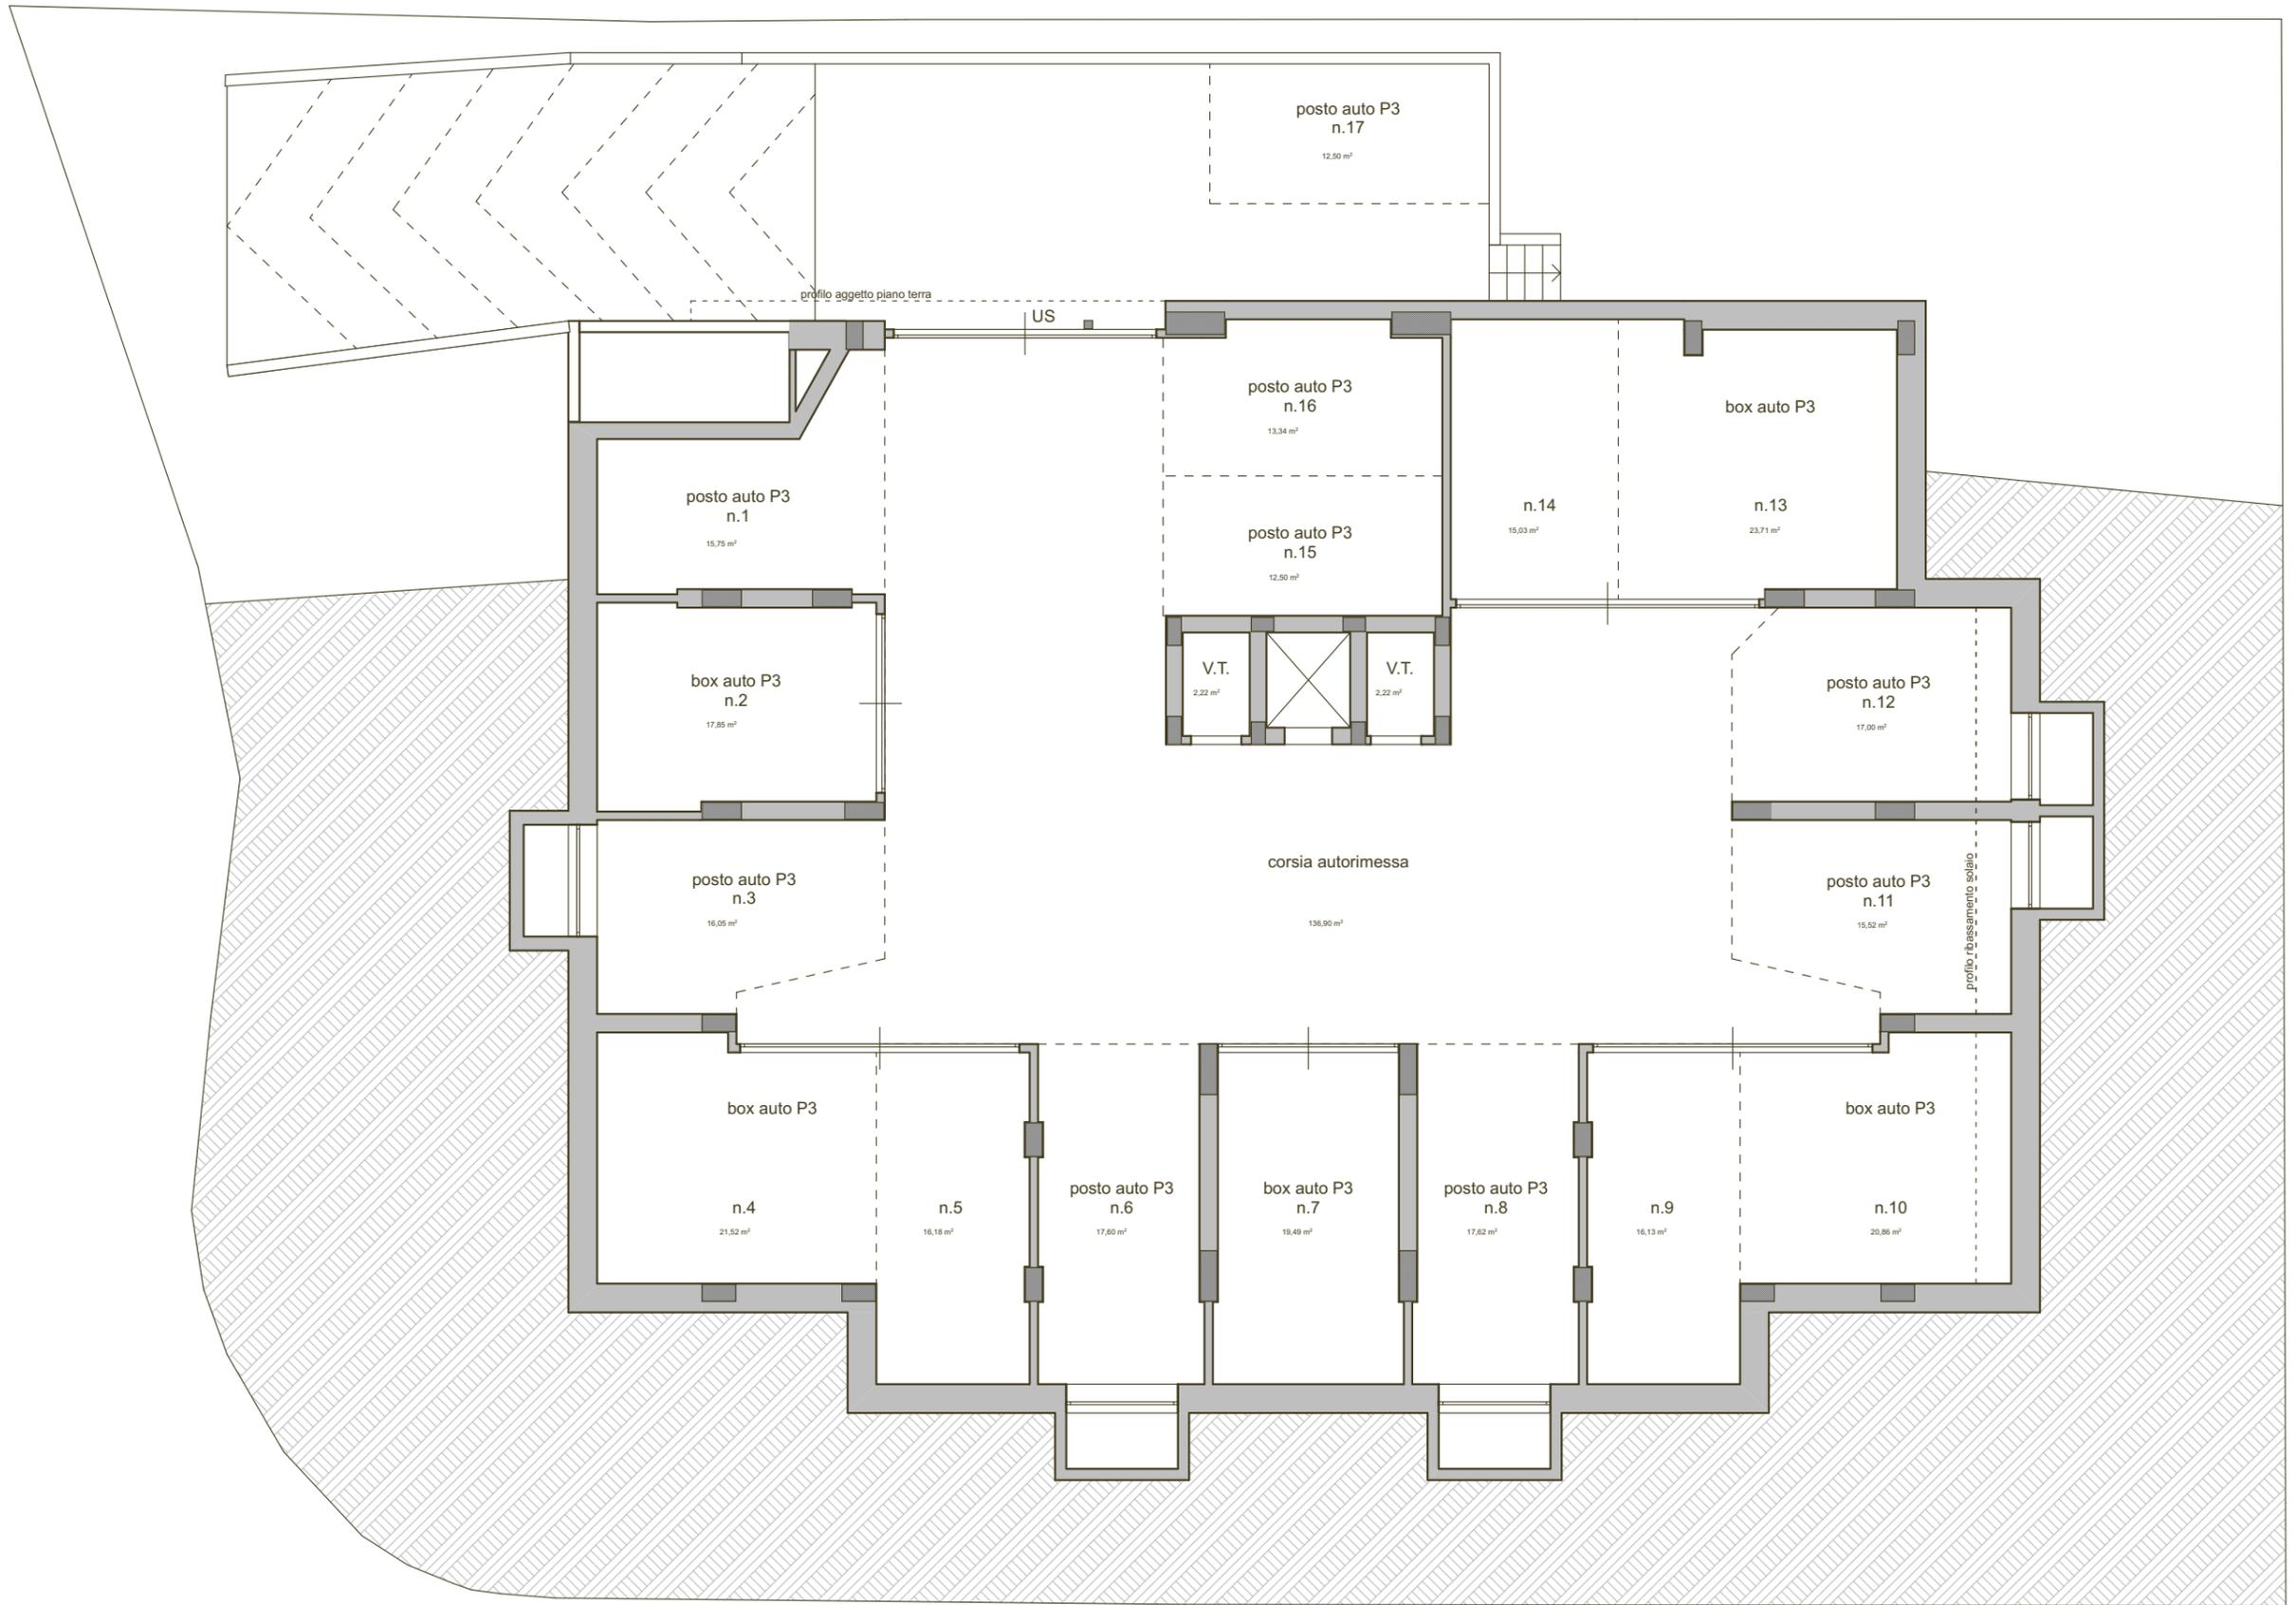 posto auto P3
n.17
12,50 m²
profilo aggetto piano terra
US
posto auto P3
n.16
13,34 m²
box auto P3
posto auto P3
n.1
15,75 m²
posto auto P3
n.15
12,50 m²
n.14
15,03 m²
n.13
23,71 m²
box auto P3
n.2
17,85 m²
V.T.
2,22 m²
V.T.
2,22 m²
posto auto P3
n.12
17,00 m²
corsia autorimessa
136,90 m²
posto auto P3
n.3
16,05 m²
posto auto P3
n.11
15,52 m²
profilo ribassamento solaio
box auto P3
n.4
21,52 m²
n.5
16,18 m²
posto auto P3
n.6
17,60 m²
box auto P3
n.7
19,49 m²
posto auto P3
n.8
17,62 m²
n.9
16,13 m²
box auto P3
n.10
20,86 m²